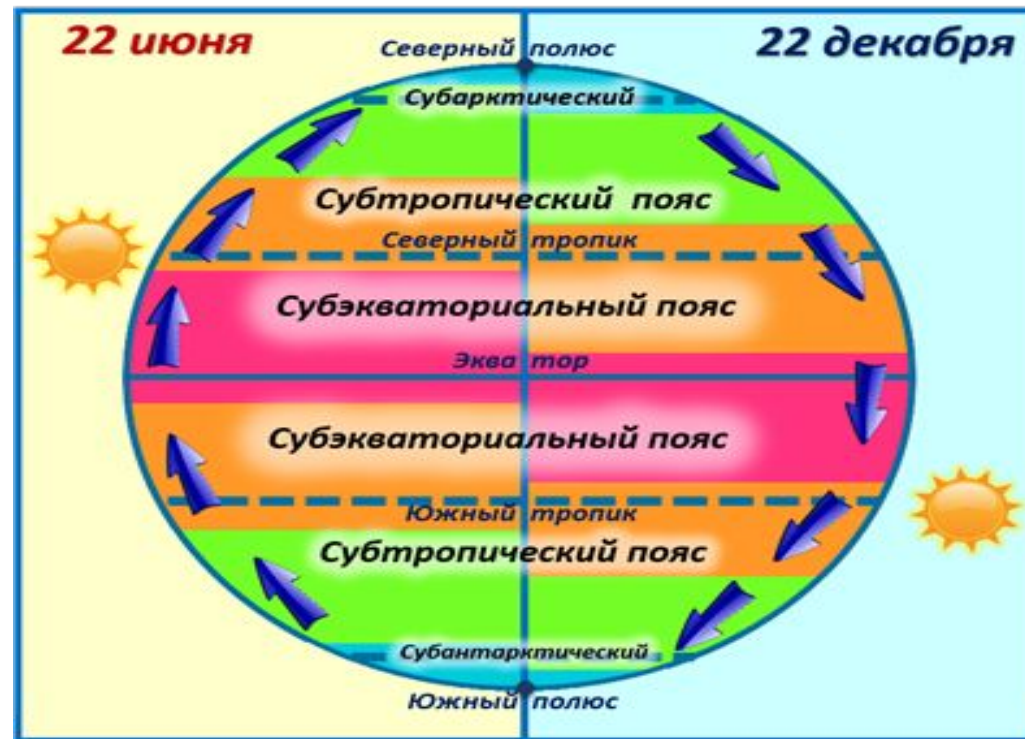 22 июня
22 декабря
Северный полюс
Субарктический
Субтропический пояс
Северный тропик
Субэкваториальный пояс
Экватор
Субэкваториальный пояс
Южный тропик
Субтропический пояс
Субантарктический
Южный полюс